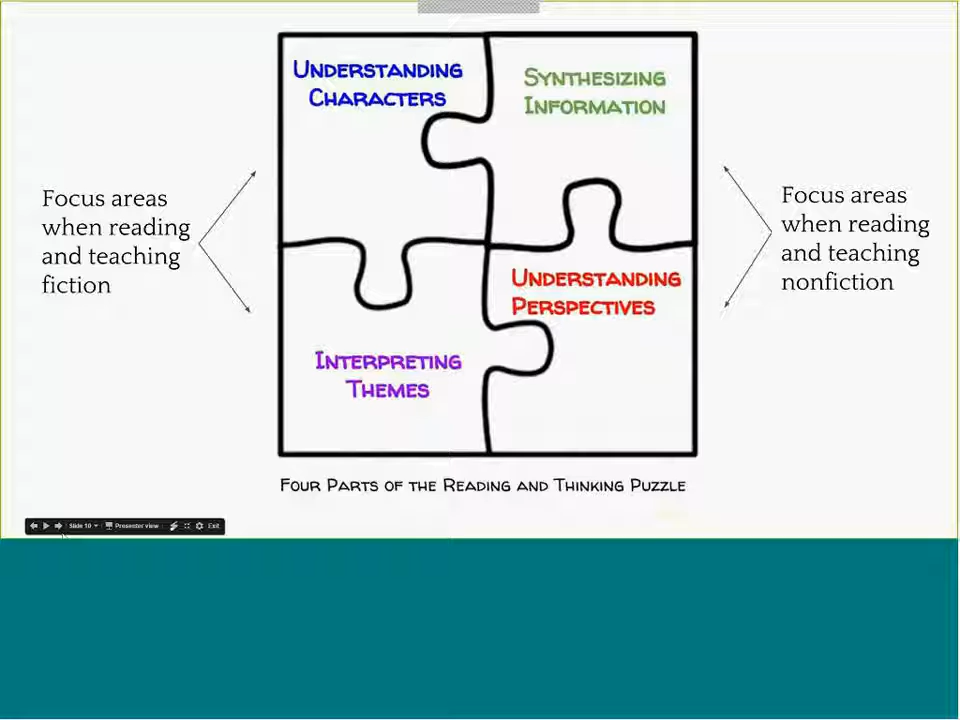 UNDERSTANDING
CHARACTERS
SYNTHESIZING
INFORMATION
Focus areas
when reading
and teaching
fiction
Focus areas
when reading
and teaching
nonfiction
UNDERSTANDING
PERSPECTIVES
INTERPRETING
THEMES
FOUR PARTS OF THE READING AND THINKING PUZZLE
Slide 10 Presenter view Exit